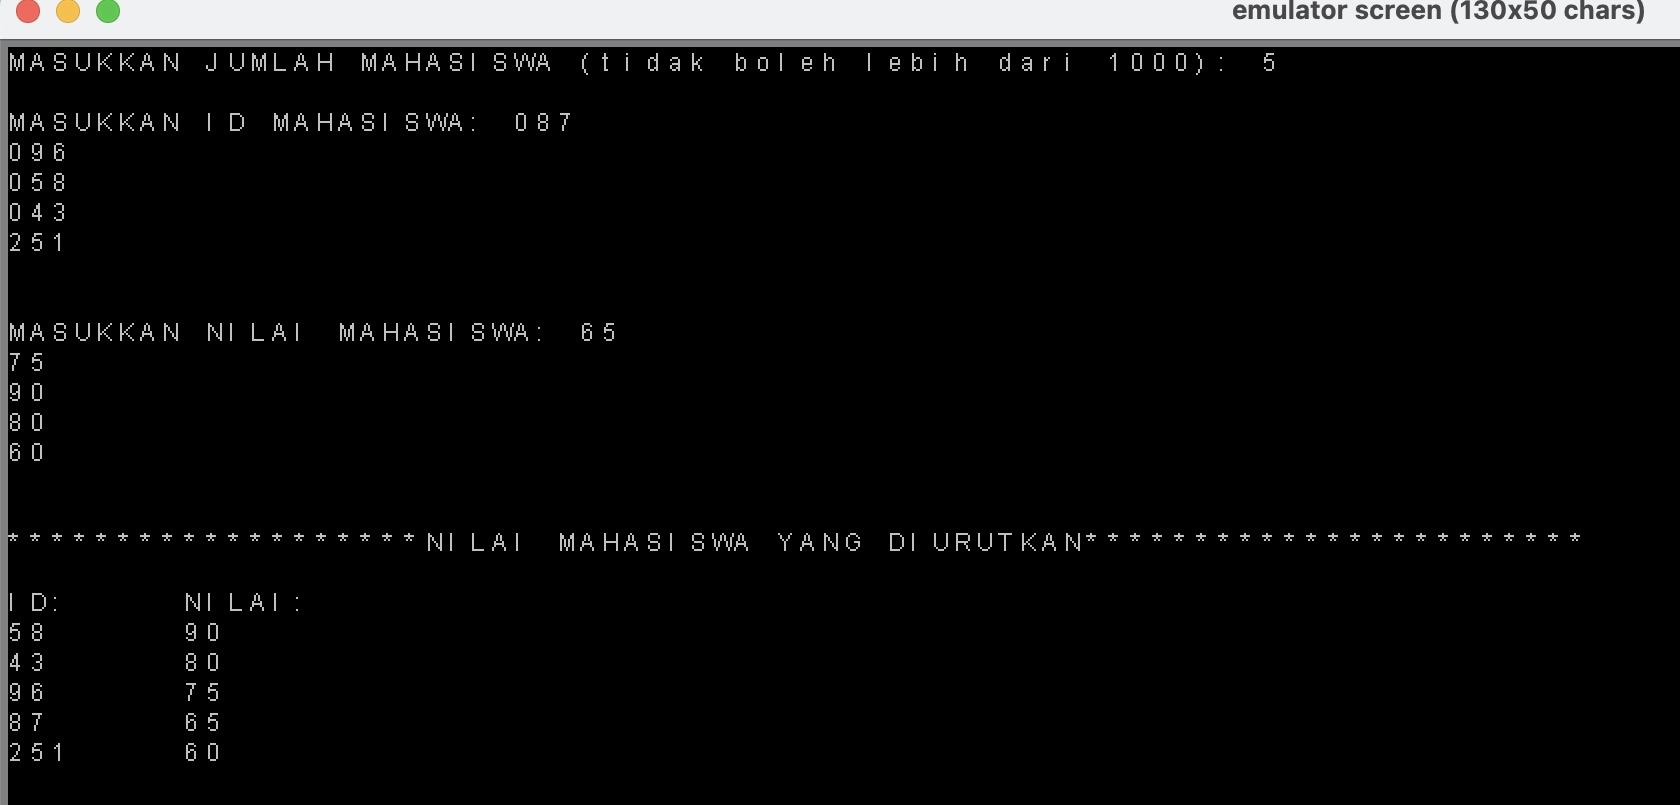 emulator screen (130x50 chars)
MASUKKAN JUMLAH MAHASISWA (tidak boleh lebih dari 1000): 5
MASUKKAN ID MAHASISWA: 087
096
058
043
251
MASUKKAN NILAI MAHASISWA: 65
75
90
80
60
*******************NILAI MAHASISWA YANG DIURUTKAN***********************
ID: NILAI:
58 90
43 80
96 75
87 65
251 60